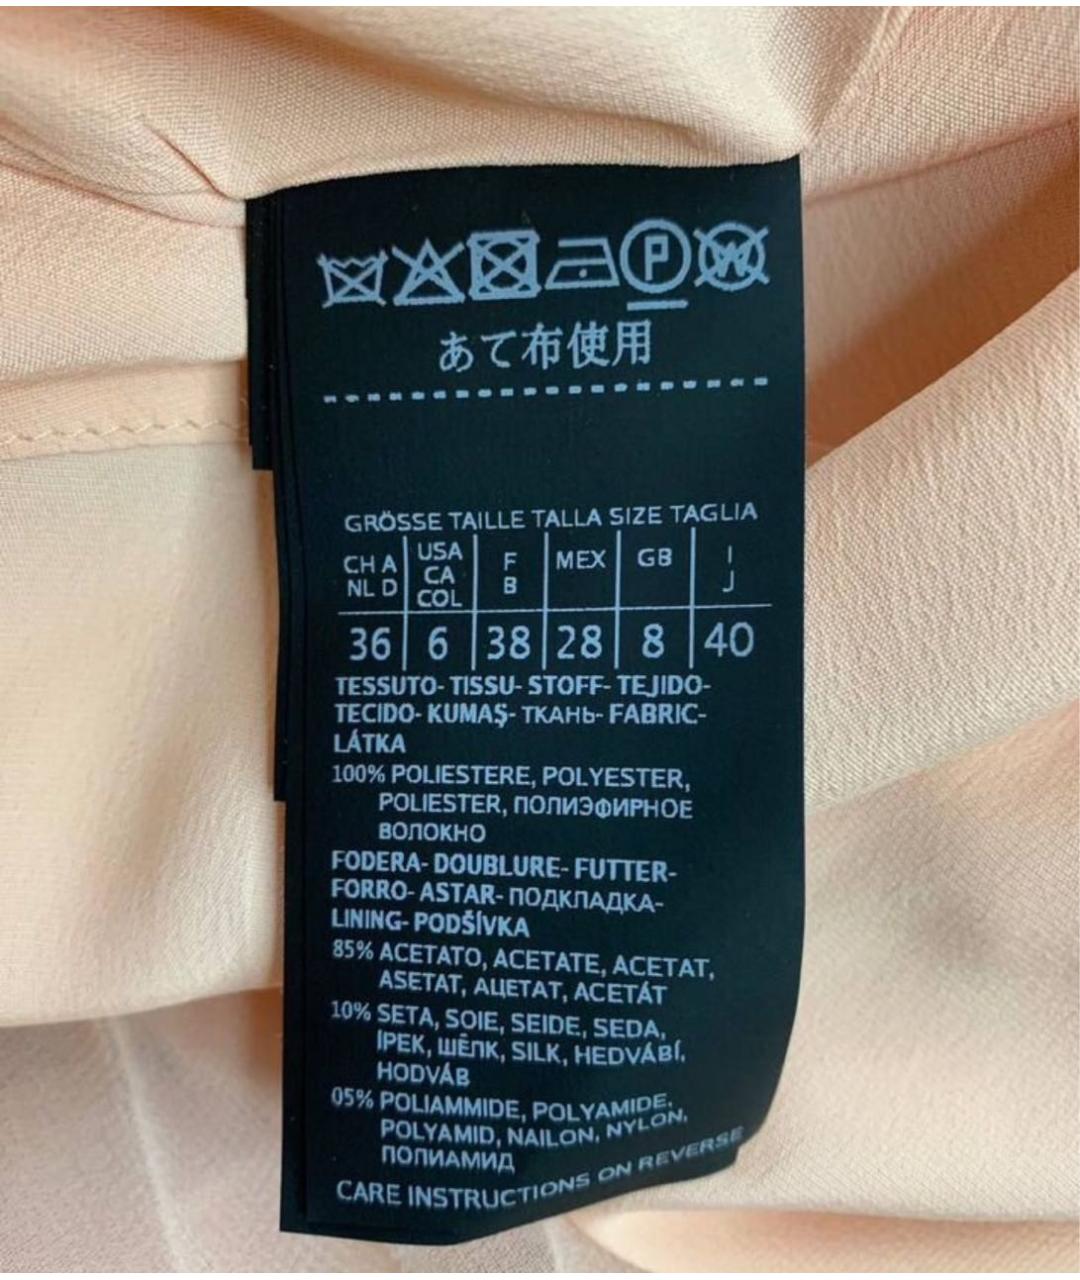 P W
あて布使用
GRÖSSE TAILLE TALLA SIZE TAGLIA
CH A NL D USA CA COL F B MEX GB I J
36 6 38 28 8 40
TESSUTO- TISSU- STOFF- TEJIDO-
TECIDO- KUMAŞ- ТКАНЬ- FABRIC-
LÁTKA
100% POLIESTERE, POLYESTER,
POLIESTER, ПОЛИЭФИРНОЕ
ВОЛОКНО
FODERA- DOUBLURE- FUTTER-
FORRO- ASTAR- ПОДКЛАДКА-
LINING- PODŠÍVKA
85% ACETATO, ACETATE, ACETAT,
ASETAT, АЦЕТАТ, ACETÁT
10% SETA, SOIE, SEIDE, SEDA,
İPEK, ШЁЛК, SILK, HEDVÁBÍ,
HODVÁB
05% POLIAMMIDE, POLYAMIDE,
POLYAMID, NAILON, NYLON,
ПОЛИАМИД
CARE INSTRUCTIONS ON REVERSE